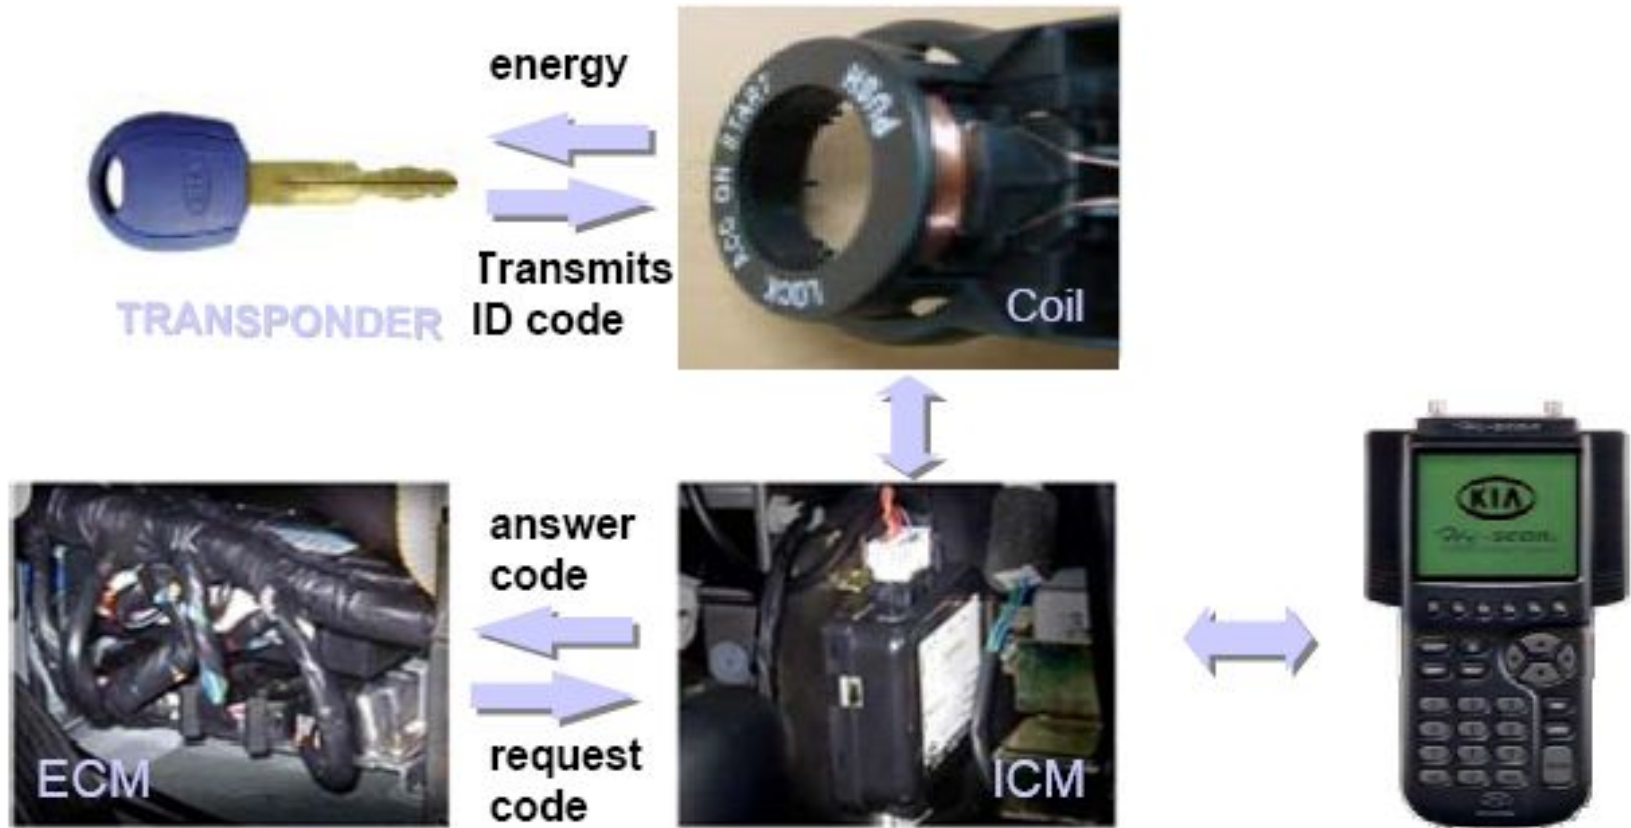 energy
KIA
Transmits
ID code
TRANSPONDER
PUSH
LOCK ACC ON START
Coil
answer
code
request
code
ECM
ICM
KIA
Hi-scan